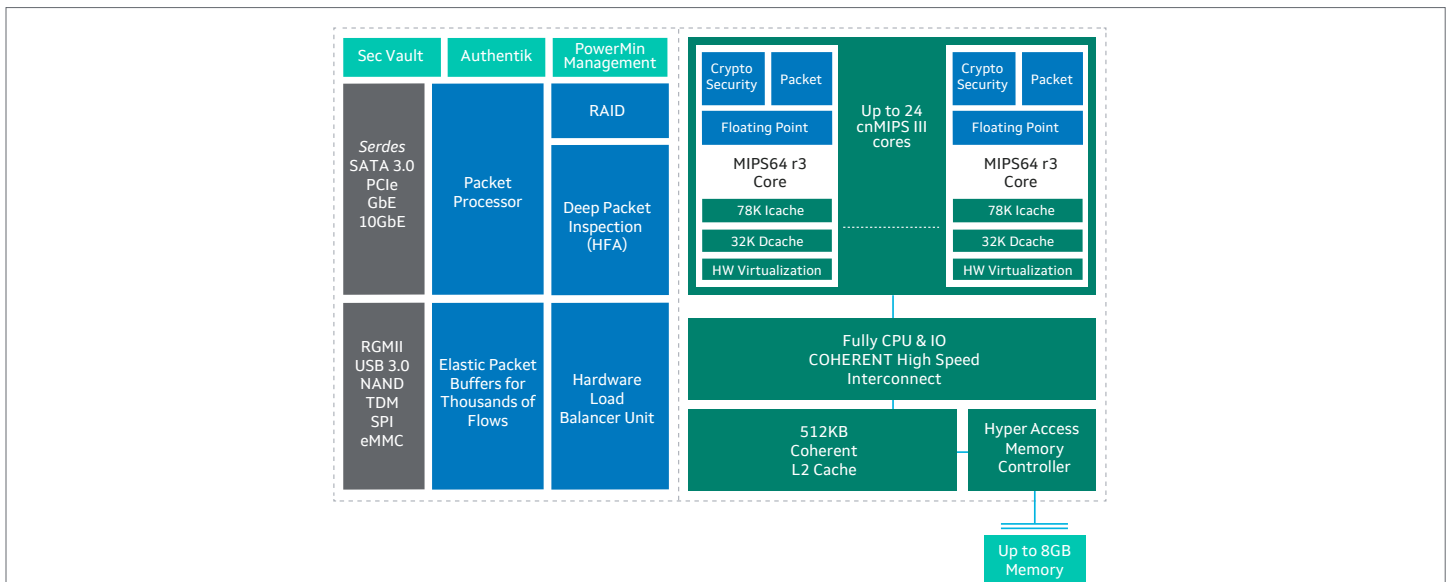 Sec Vault
Authentik
PowerMin
Management
Serdes
SATA 3.0
PCIe
GbE
10GbE
Packet
Processor
RAID
Deep Packet
Inspection
(HFA)
RGMII
USB 3.0
NAND
TDM
SPI
eMMC
Elastic Packet
Buffers for
Thousands of
Flows
Hardware
Load
Balancer Unit
Crypto
Security
Packet
Floating Point
MIPS64 r3
Core
78K Icache
32K Dcache
HW Virtualization
Up to 24
cnMIPS III
cores
Crypto
Security
Packet
Floating Point
MIPS64 r3
Core
78K Icache
32K Dcache
HW Virtualization
Fully CPU & IO
COHERENT High Speed
Interconnect
512KB
Coherent
L2 Cache
Hyper Access
Memory
Controller
Up to 8GB
Memory